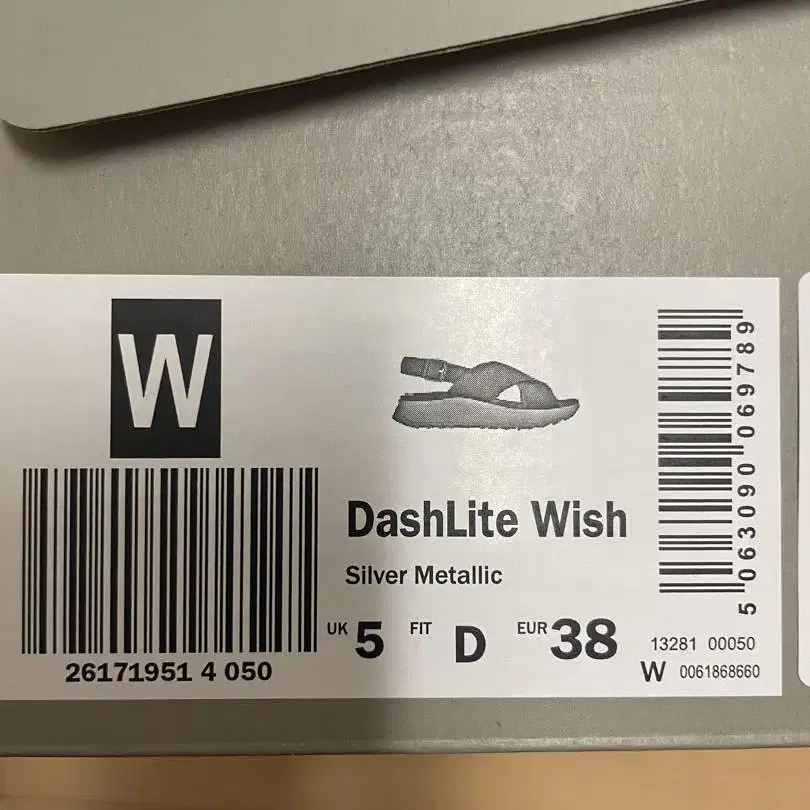 W
26171951 4 050
DashLite Wish
Silver Metallic
UK 5 FIT D EUR 38
5 063090 069789
13281 00050
W 0061868660